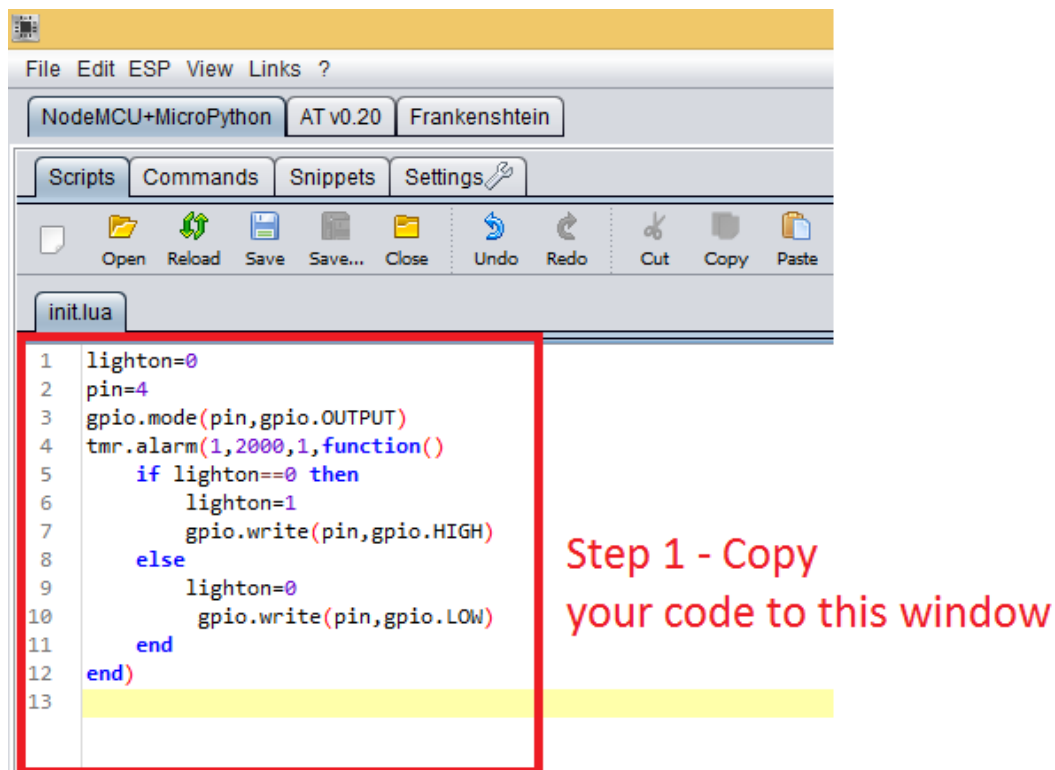 File Edit ESP View Links ?
NodeMCU+MicroPython AT v0.20 Frankenshtein
Scripts Commands Snippets Settings
Open Reload Save Save... Close Undo Redo Cut Copy Paste
init.lua
1 lighton=0
2 pin=4
3 gpio.mode(pin,gpio.OUTPUT)
4 tmr.alarm(1,2000,1,function()
5     if lighton==0 then
6         lighton=1
7         gpio.write(pin,gpio.HIGH)
8     else
9         lighton=0
10          gpio.write(pin,gpio.LOW)
11     end
12 end)
13
Step 1 - Copy
your code to this window